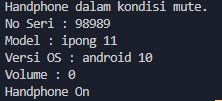 Handphone dalam kondisi mute.
No Seri : 98989
Model : ipong 11
Versi OS : android 10
Volume : 0
Handphone On